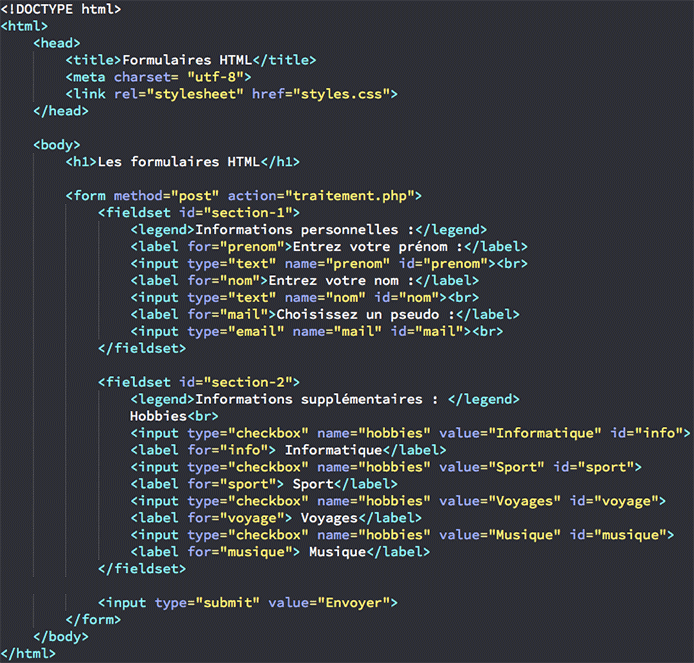 <!DOCTYPE html>
<html>
    <head>
        <title>Formulaires HTML</title>
        <meta charset= "utf-8">
        <link rel="stylesheet" href="styles.css">
    </head>

    <body>
        <h1>Les formulaires HTML</h1>

        <form method="post" action="traitement.php">
            <fieldset id="section-1">
                <legend>Informations personnelles :</legend>
                <label for="prenom">Entrez votre prénom :</label>
                <input type="text" name="prenom" id="prenom"><br>
                <label for="nom">Entrez votre nom :</label>
                <input type="text" name="nom" id="nom"><br>
                <label for="mail">Choisissez un pseudo :</label>
                <input type="email" name="mail" id="mail"><br>
            </fieldset>

            <fieldset id="section-2">
                <legend>Informations supplémentaires : </legend>
                Hobbies<br>
                <input type="checkbox" name="hobbies" value="Informatique" id="info">
                <label for="info"> Informatique</label>
                <input type="checkbox" name="hobbies" value="Sport" id="sport">
                <label for="sport"> Sport</label>
                <input type="checkbox" name="hobbies" value="Voyages" id="voyage">
                <label for="voyage"> Voyages</label>
                <input type="checkbox" name="hobbies" value="Musique" id="musique">
                <label for="musique"> Musique</label>
            </fieldset>

            <input type="submit" value="Envoyer">
        </form>
    </body>
</html>